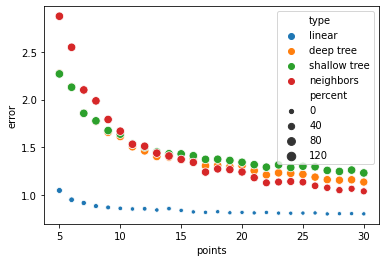 type
linear
deep tree
shallow tree
neighbors
percent
0
40
80
120
2.5
2.0
1.5
1.0
error
5
10
15
20
25
30
points